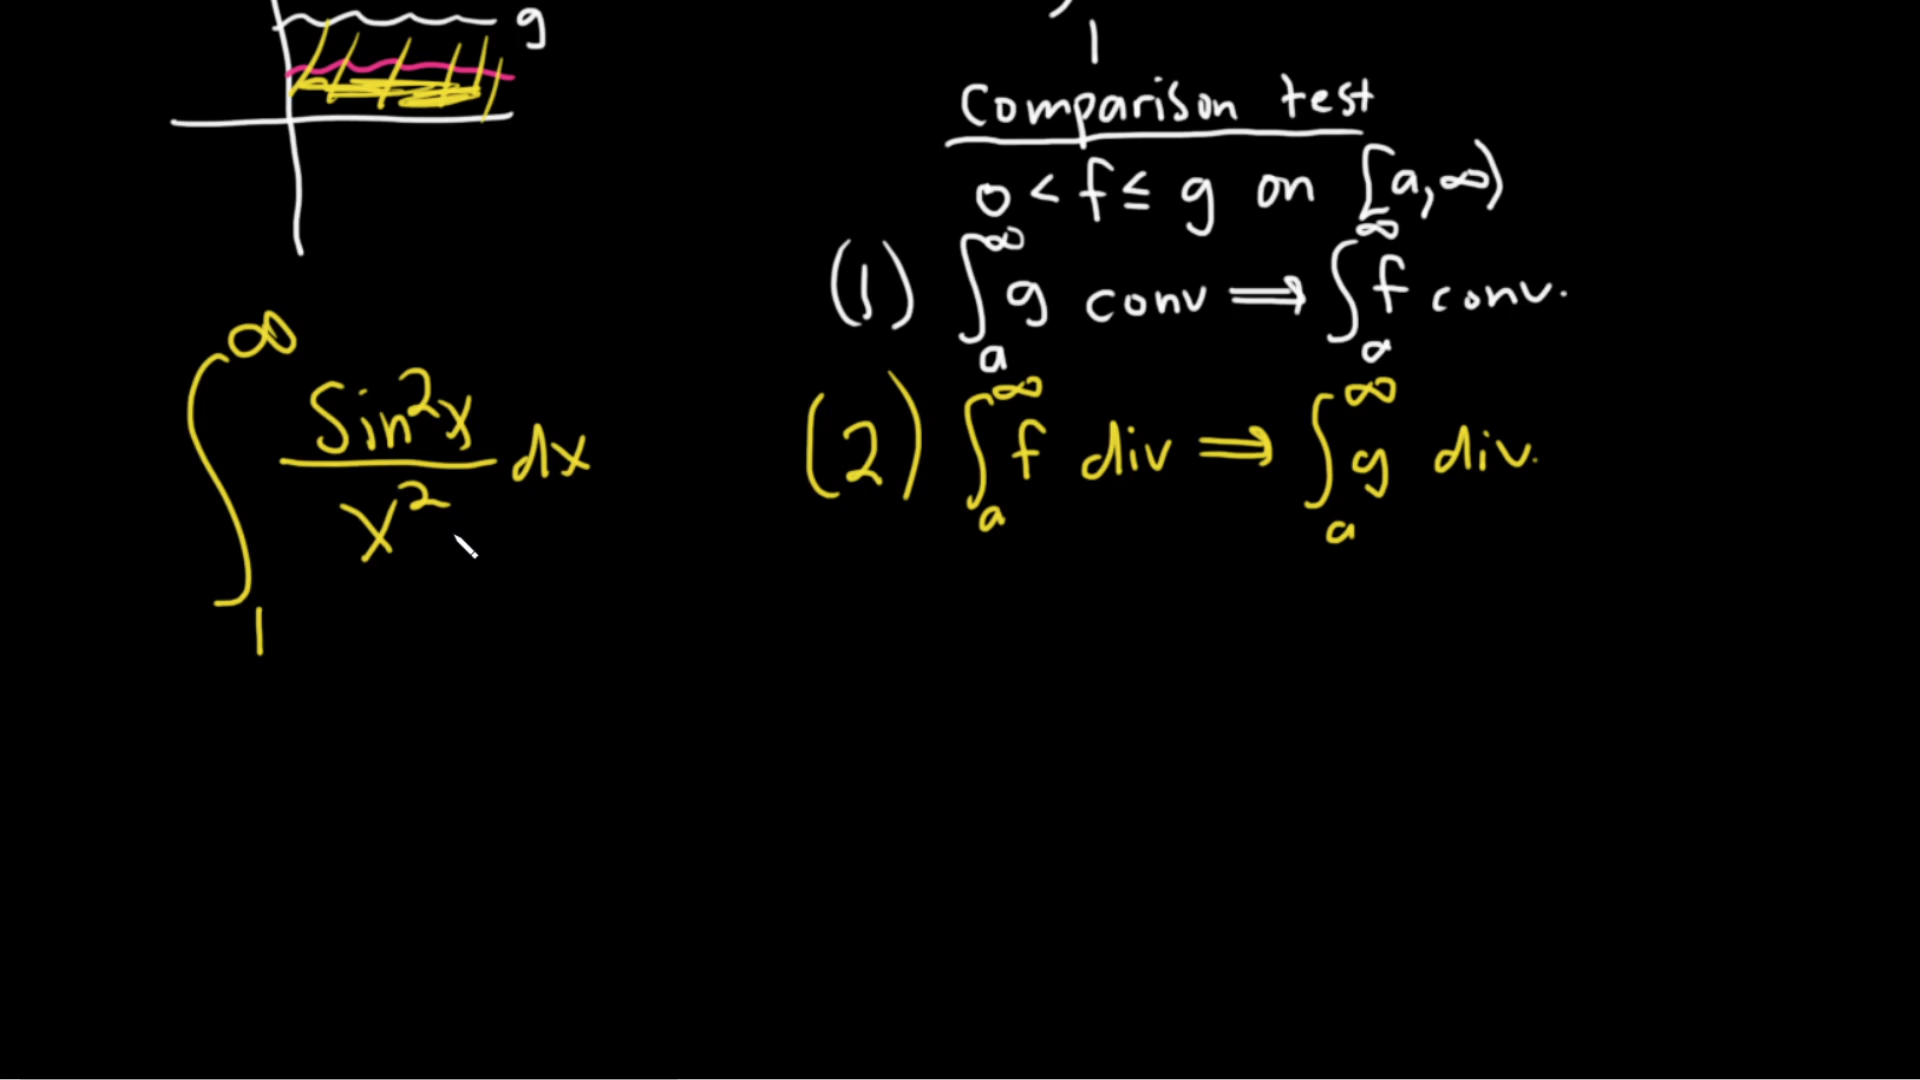 g
1
Comparison test
0 < f ≤ g on [a, ∞)
(1) ∫_a^∞ g conv ⟹ ∫_a^∞ f conv.
∫_1^∞ sin²x / x² dx
(2) ∫_a^∞ f div ⟹ ∫_a^∞ g div.